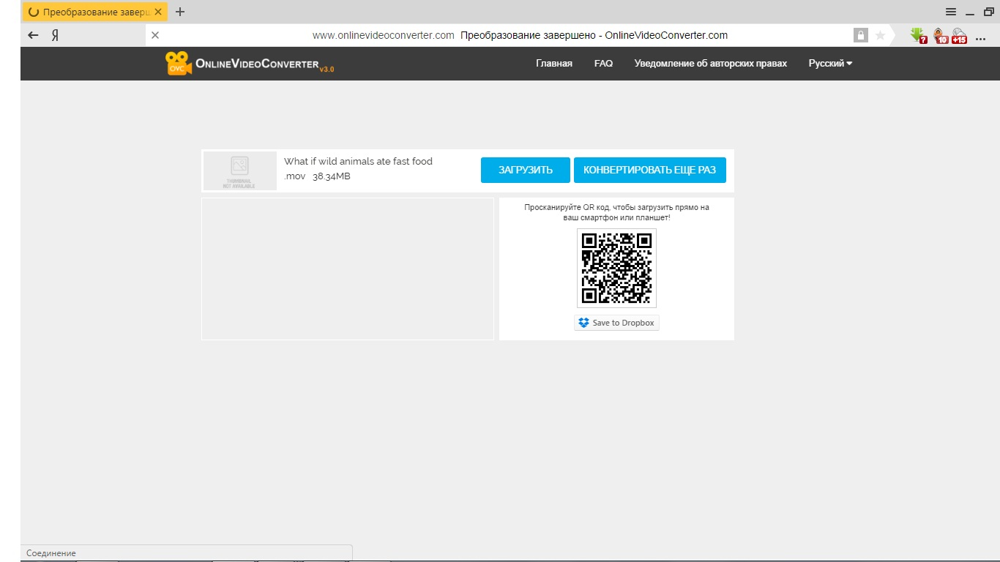 Преобразование заверш
Я
www.onlinevideoconverter.com Преобразование завершено - OnlineVideoConverter.com
?
10
+15
OVC
OnlineVideoConverter v3.0
Главная
FAQ
Уведомление об авторских правах
Русский
THUMBNAIL
NOT AVAILABLE
What if wild animals ate fast food
.mov 38.34MB
ЗАГРУЗИТЬ
КОНВЕРТИРОВАТЬ ЕЩЕ РАЗ
Просканируйте QR код, чтобы загрузить прямо на
ваш смартфон или планшет!
Save to Dropbox
Соединение